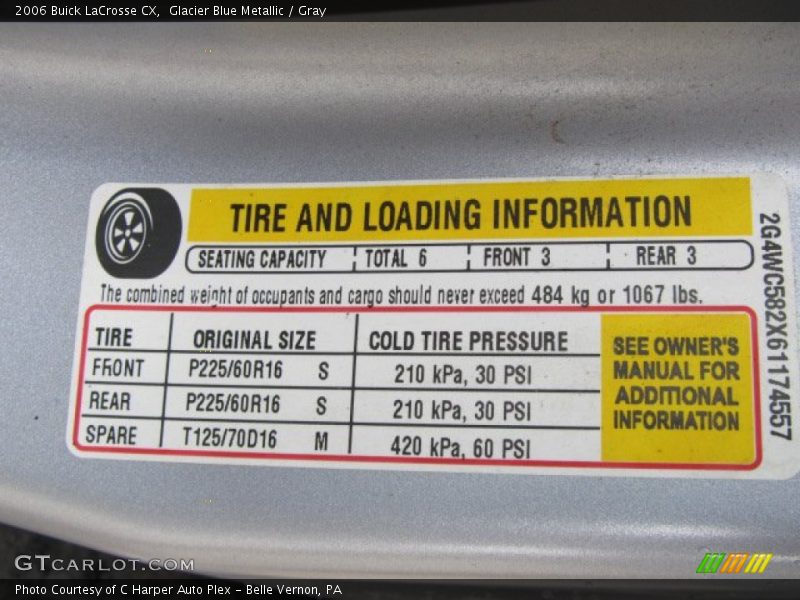 2006 Buick LaCrosse CX,  Glacier Blue Metallic / Gray
TIRE AND LOADING INFORMATION
SEATING CAPACITY TOTAL 6 FRONT 3 REAR 3
The combined weight of occupants and cargo should never exceed 484 kg or 1067 lbs.
TIRE ORIGINAL SIZE COLD TIRE PRESSURE
FRONT P225/60R16 S 210 kPa, 30 PSI
REAR P225/60R16 S 210 kPa, 30 PSI
SPARE T125/70D16 M 420 kPa, 60 PSI
SEE OWNER'S
MANUAL FOR
ADDITIONAL
INFORMATION
2G4WC582X61174557
GTCARLOT.COM
Photo Courtesy of C Harper Auto Plex - Belle Vernon, PA